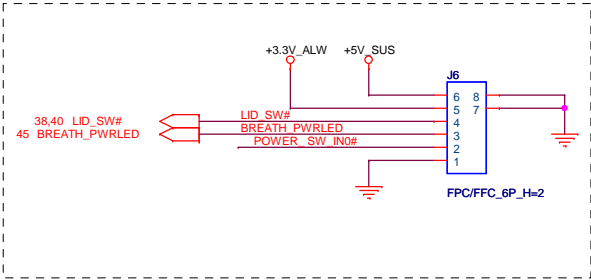 +3.3V_ALW
+5V_SUS
J6
6 8
5 7
38,40 LID_SW#
LID_SW#
4
45 BREATH_PWRLED
BREATH_PWRLED
3
POWER_SW_IN0#
2
1
FPC/FFC_6P_H=2